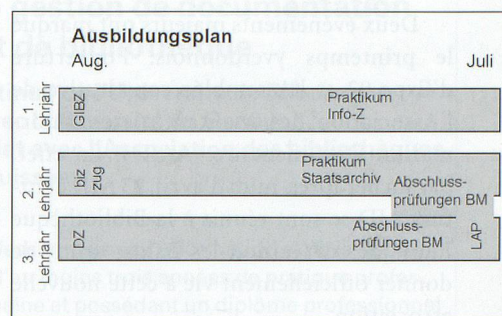 Ausbildungsplan
Aug.
Juli
1.
Lehrjahr
GIBZ
Praktikum
Info-Z
2.
Lehrjahr
biz
zug
Praktikum
Staatsarchiv
Abschluss-
prüfungen BM
3.
Lehrjahr
DZ
Abschluss-
prüfungen BM
LAP